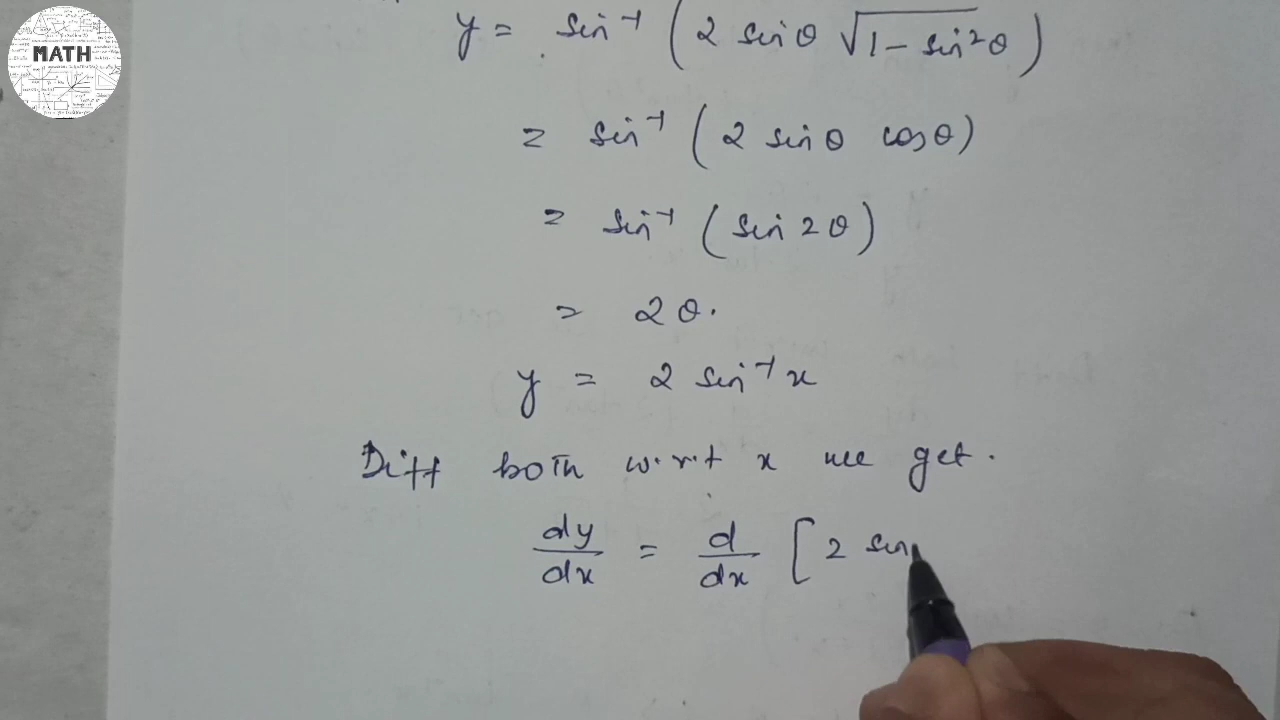 MATH
y = sin⁻¹ (2 sinθ √1 - sin²θ)
= sin⁻¹ (2 sinθ cosθ)
= sin⁻¹ (sin 2θ)
= 2θ.
y = 2 sin⁻¹ x
Diff both w.r.t x we get.
dy/dx = d/dx [2 sin